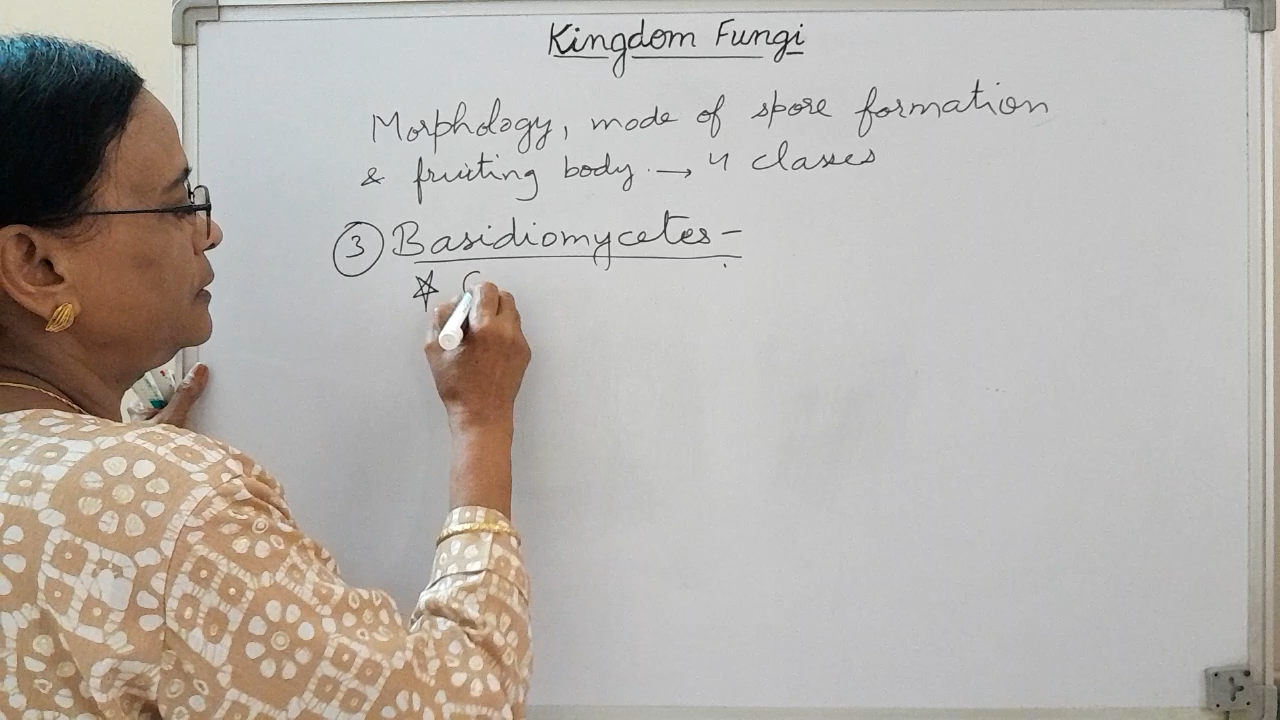 Kingdom Fungi
Morphology, mode of spore formation
& fruiting body. → 4 classes
③ Basidiomycetes -
☆ C